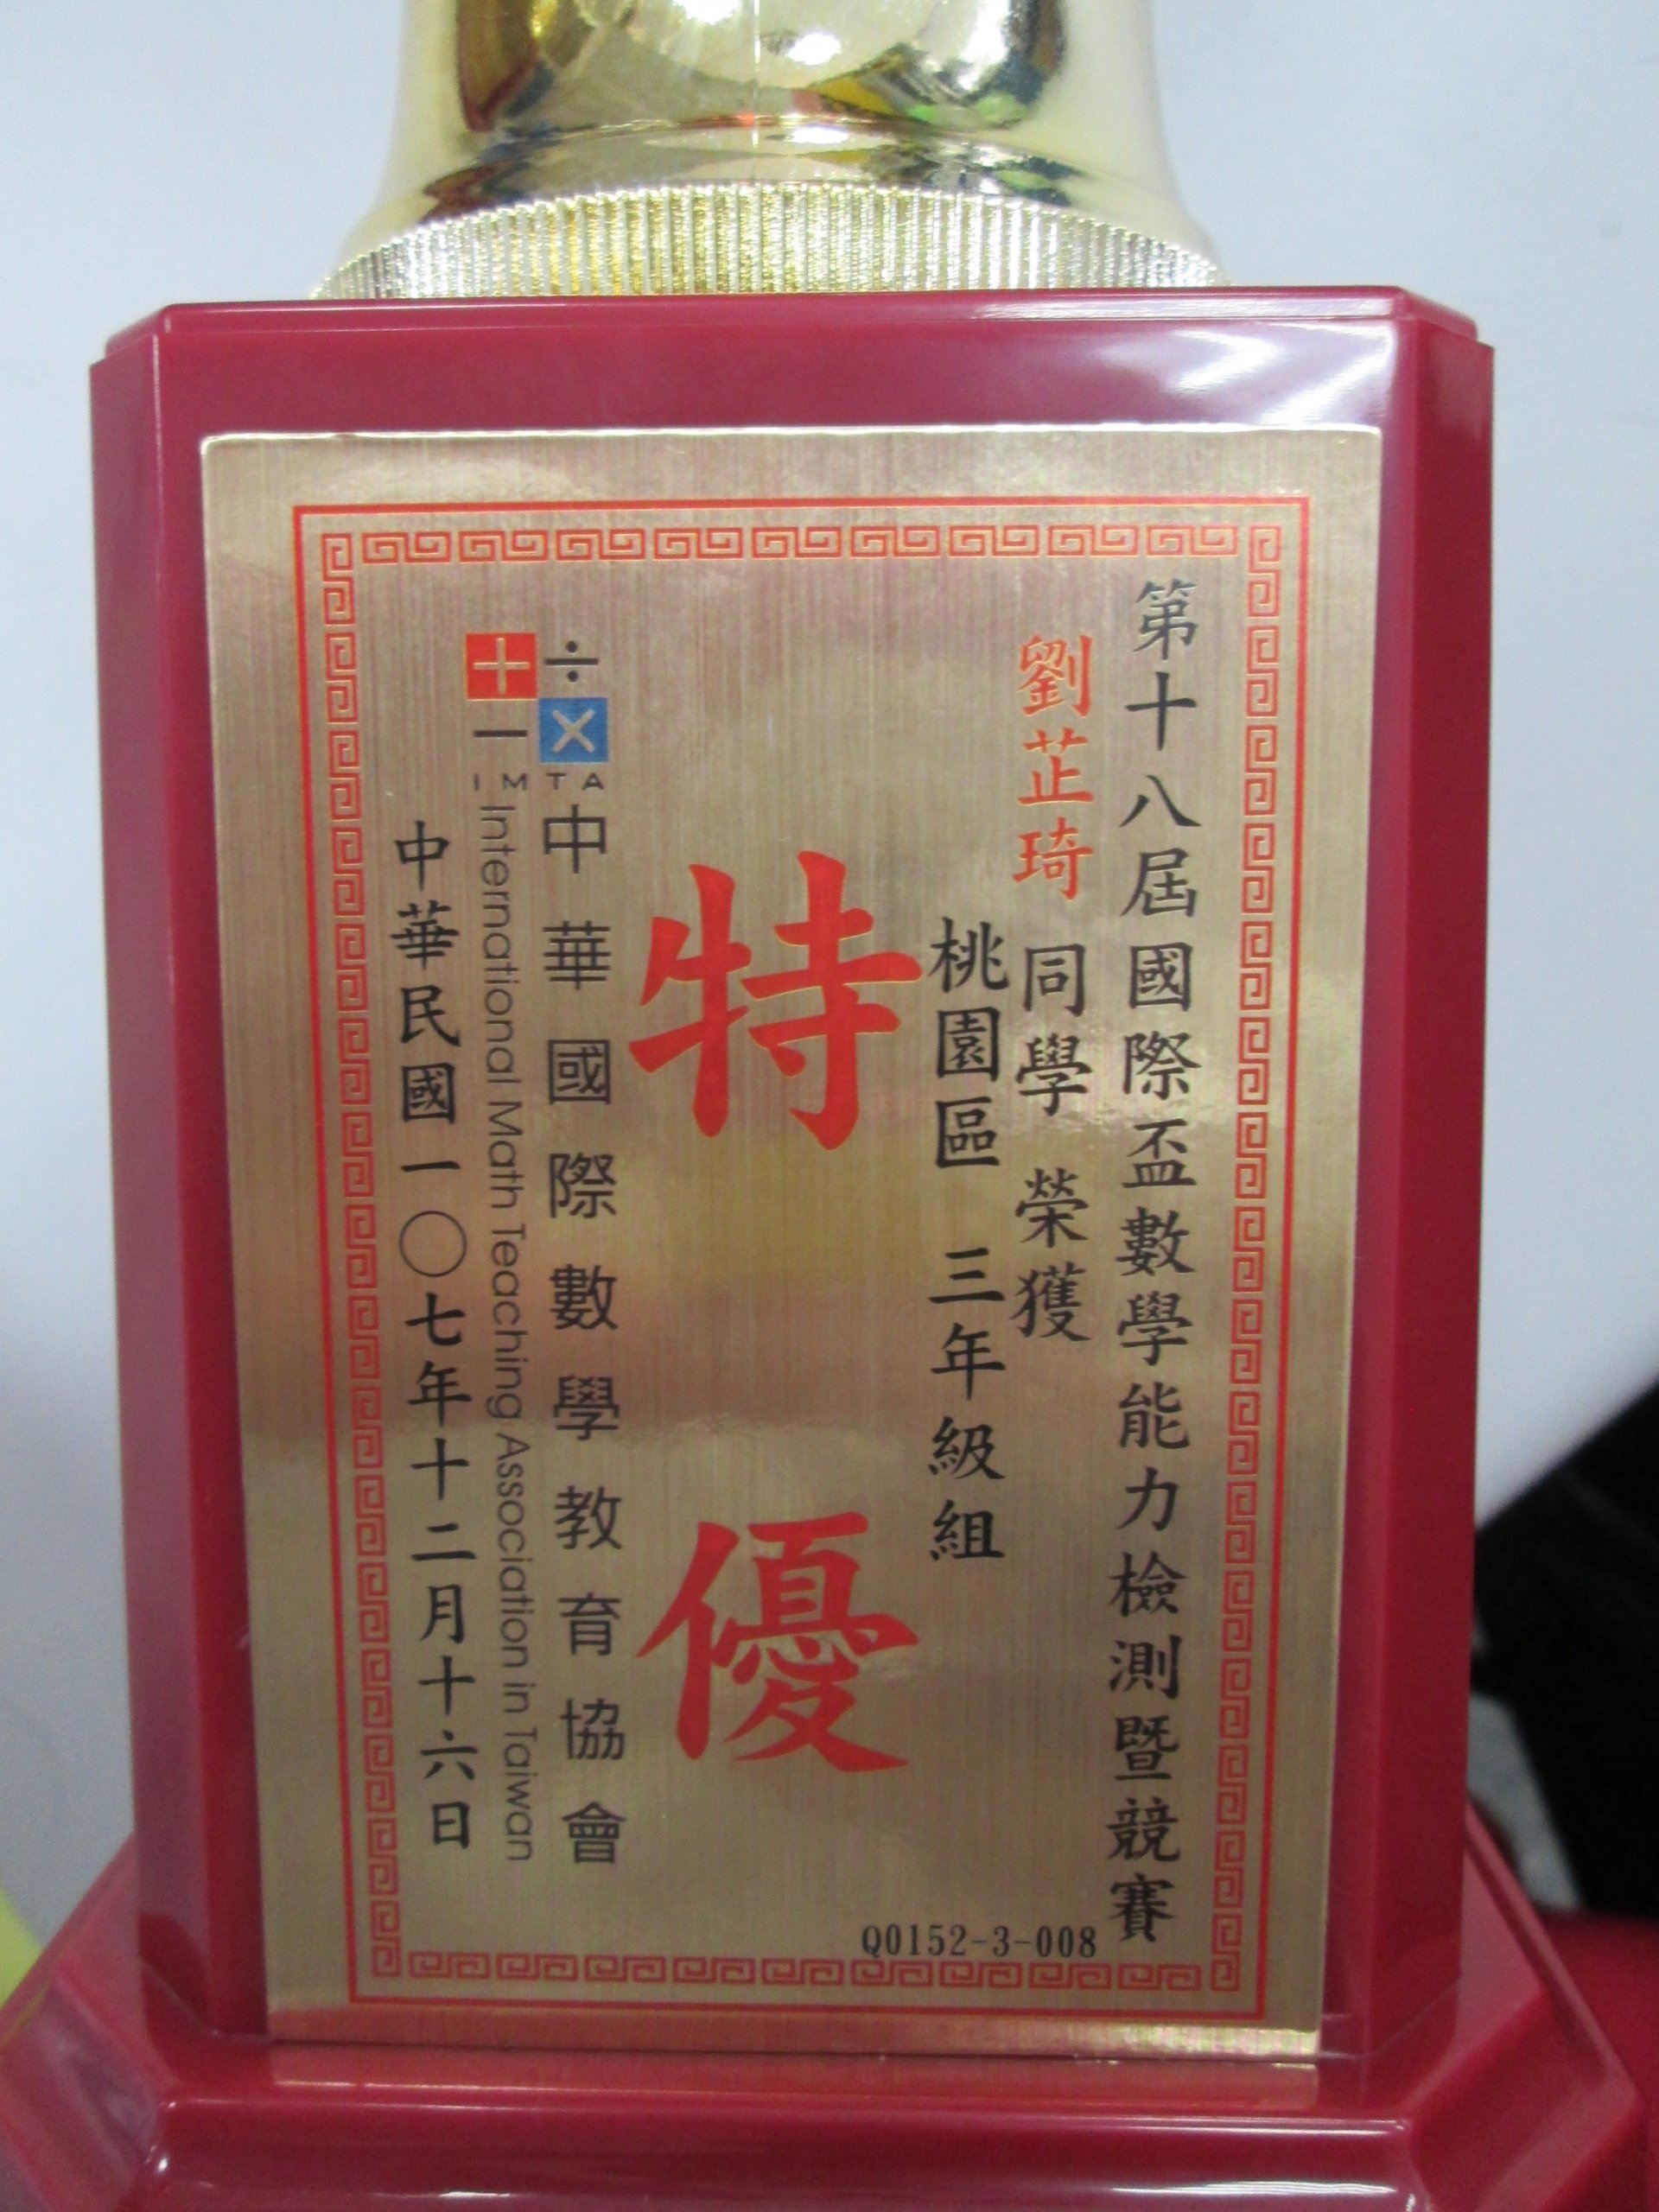 第十八屆國際盃數學能力檢測暨競賽
劉芷琦同學 榮獲
桃園區 三年級組
特優
IMTA
中華國際數學教育協會
International Math Teaching Association in Taiwan
中華民國一〇七年十二月十六日
Q0152-3-008